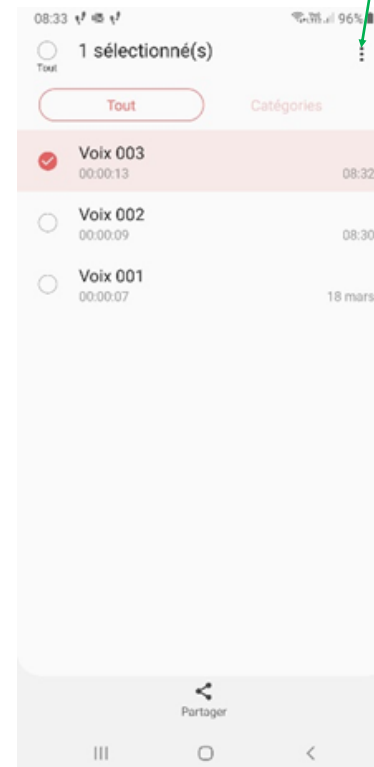 08:33 96%
1 sélectionné(s)
Tout
Tout Catégories
Voix 003
00:00:13 08:32
Voix 002
00:00:09 08:30
Voix 001
00:00:07 18 mars
Partager